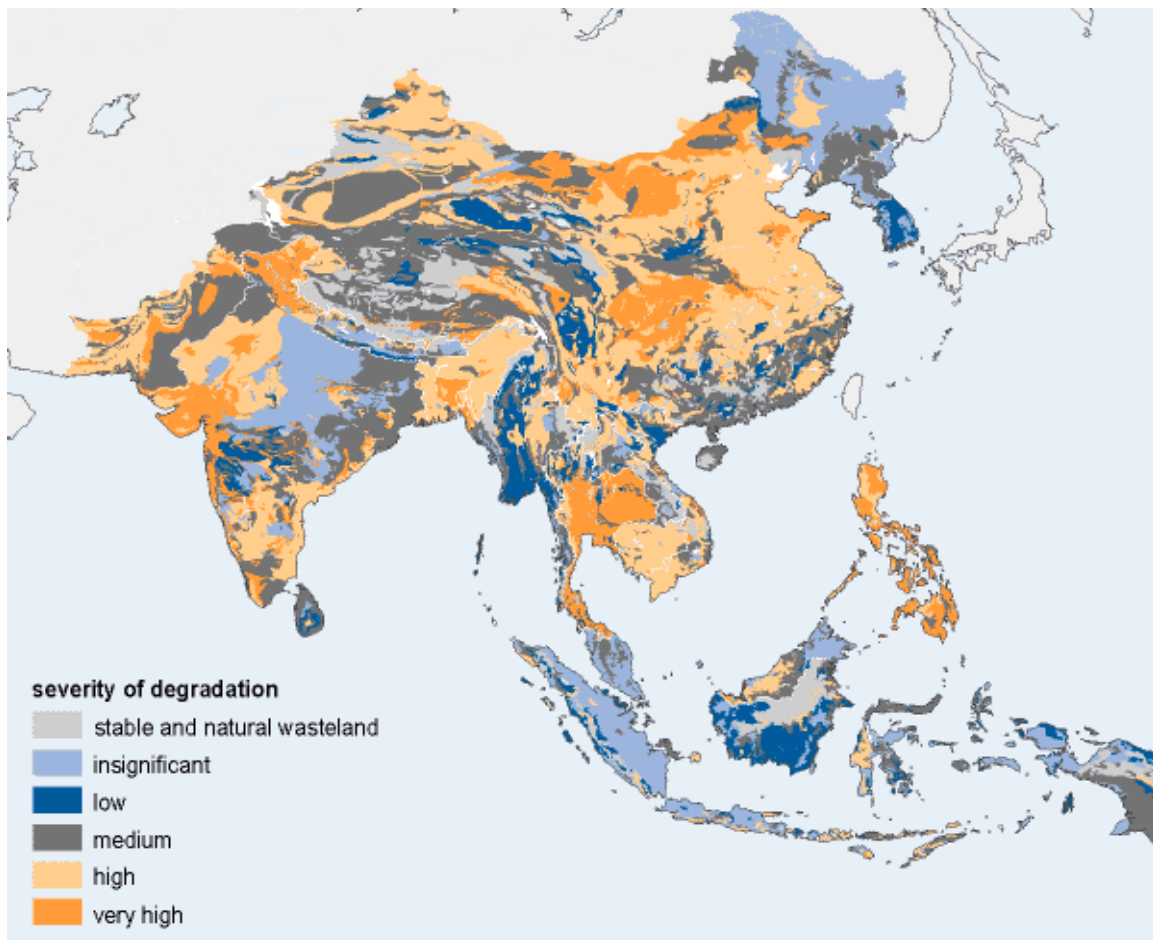 severity of degradation
stable and natural wasteland
insignificant
low
medium
high
very high